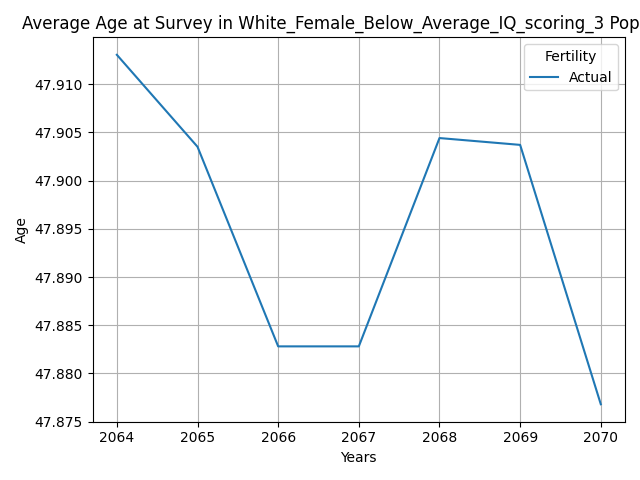 Average Age at Survey in White_Female_Below_Average_IQ_scoring_3 Pop
Fertility
Actual
47.910
47.905
47.900
47.895
47.890
47.885
47.880
47.875
Age
2064 2065 2066 2067 2068 2069 2070
Years